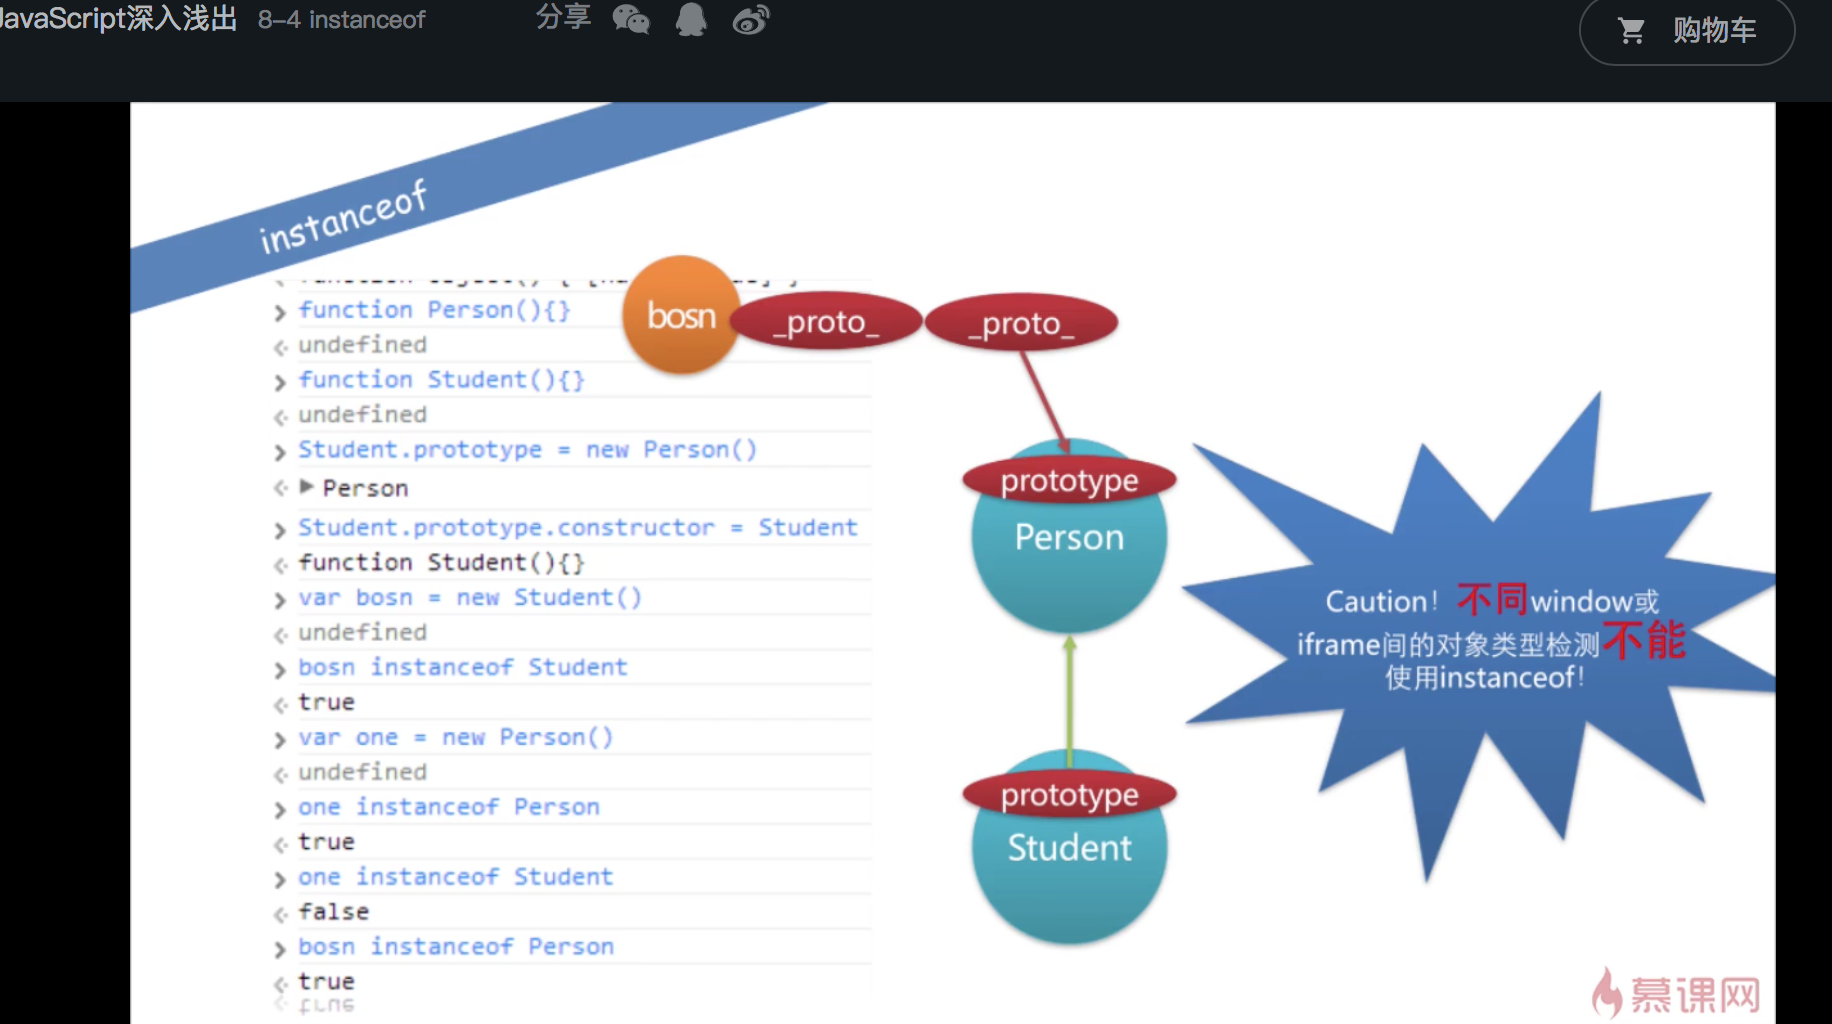 JavaScript深入浅出 8-4 instanceof 分享 购物车
instanceof
function Person(){}
undefined
function Student(){}
undefined
Student.prototype = new Person()
Person
Student.prototype.constructor = Student
function Student(){}
var bosn = new Student()
undefined
bosn instanceof Student
true
var one = new Person()
undefined
one instanceof Person
true
one instanceof Student
false
bosn instanceof Person
true
bosn _proto_ _proto_
prototype
Person
prototype
Student
Caution！不同window或
iframe间的对象类型检测不能
使用instanceof！
慕课网